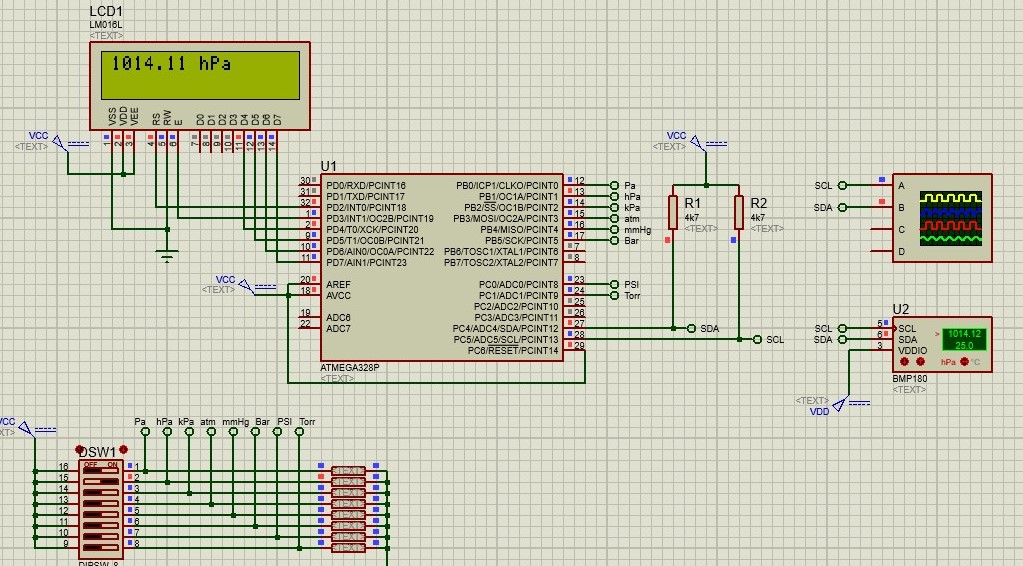 LCD1
LM016L
<TEXT>
1014.11 hPa
VSS VDD VEE RS RW E D0 D1 D2 D3 D4 D5 D6 D7
1 2 3 4 5 6 7 8 9 10 11 12 13 14
VCC
<TEXT>
U1
30 PD0/RXD/PCINT16
31 PD1/TXD/PCINT17
32 PD2/INT0/PCINT18
1 PD3/INT1/OC2B/PCINT19
2 PD4/T0/XCK/PCINT20
9 PD5/T1/OC0B/PCINT21
10 PD6/AIN0/OC0A/PCINT22
11 PD7/AIN1/PCINT23
VCC
<TEXT>
20 AREF
18 AVCC
19 ADC6
22 ADC7
PB0/ICP1/CLKO/PCINT0 12 Pa
PB1/OC1A/PCINT1 13 hPa
PB2/SS/OC1B/PCINT2 14 kPa
PB3/MOSI/OC2A/PCINT3 15 atm
PB4/MISO/PCINT4 16 mmHg
PB5/SCK/PCINT5 17 Bar
PB6/TOSC1/XTAL1/PCINT6 7
PB7/TOSC2/XTAL2/PCINT7 8
PC0/ADC0/PCINT8 23 PSI
PC1/ADC1/PCINT9 24 Torr
PC2/ADC2/PCINT10 25
PC3/ADC3/PCINT11 26
PC4/ADC4/SDA/PCINT12 27 SDA
PC5/ADC5/SCL/PCINT13 28 SCL
PC6/RESET/PCINT14 29
ATMEGA328P
<TEXT>
VCC
<TEXT>
R1
4k7
<TEXT>
R2
4k7
<TEXT>
SCL A
SDA B
C
D
U2
SCL 5 SCL
SDA 6 SDA
3 VDDIO
> 1014.12
25.0
hPa °C
BMP180
<TEXT>
<TEXT>
VDD
VCC
Pa hPa kPa atm mmHg Bar PSI Torr
DSW1
OFF ON
16 1 <TEXT>
15 2 <TEXT>
14 3 <TEXT>
13 4 <TEXT>
12 5 <TEXT>
11 6 <TEXT>
10 7 <TEXT>
9 8 <TEXT>
DIPSW_8